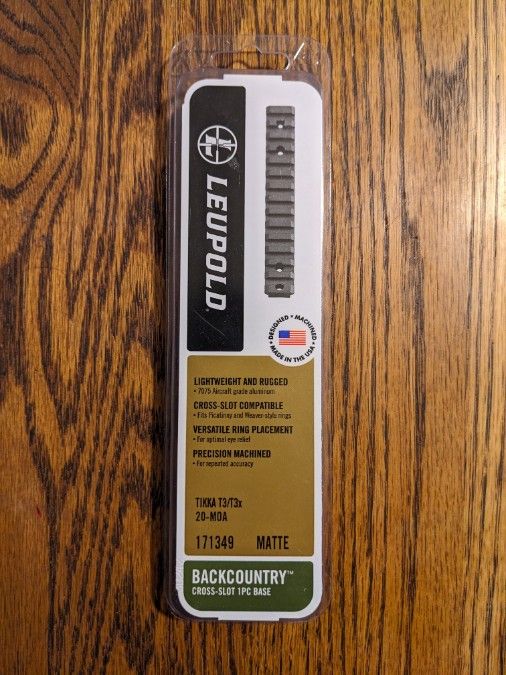 LEUPOLD
DESIGNED • MACHINED
• MADE IN THE USA •
LIGHTWEIGHT AND RUGGED
• 7075 Aircraft grade aluminum
CROSS-SLOT COMPATIBLE
• Fits Picatinny and Weaver-style rings
VERSATILE RING PLACEMENT
• For optimal eye relief
PRECISION MACHINED
• For repeated accuracy
TIKKA T3/T3x
20-MOA
171349 MATTE
BACKCOUNTRY™
CROSS-SLOT 1PC BASE